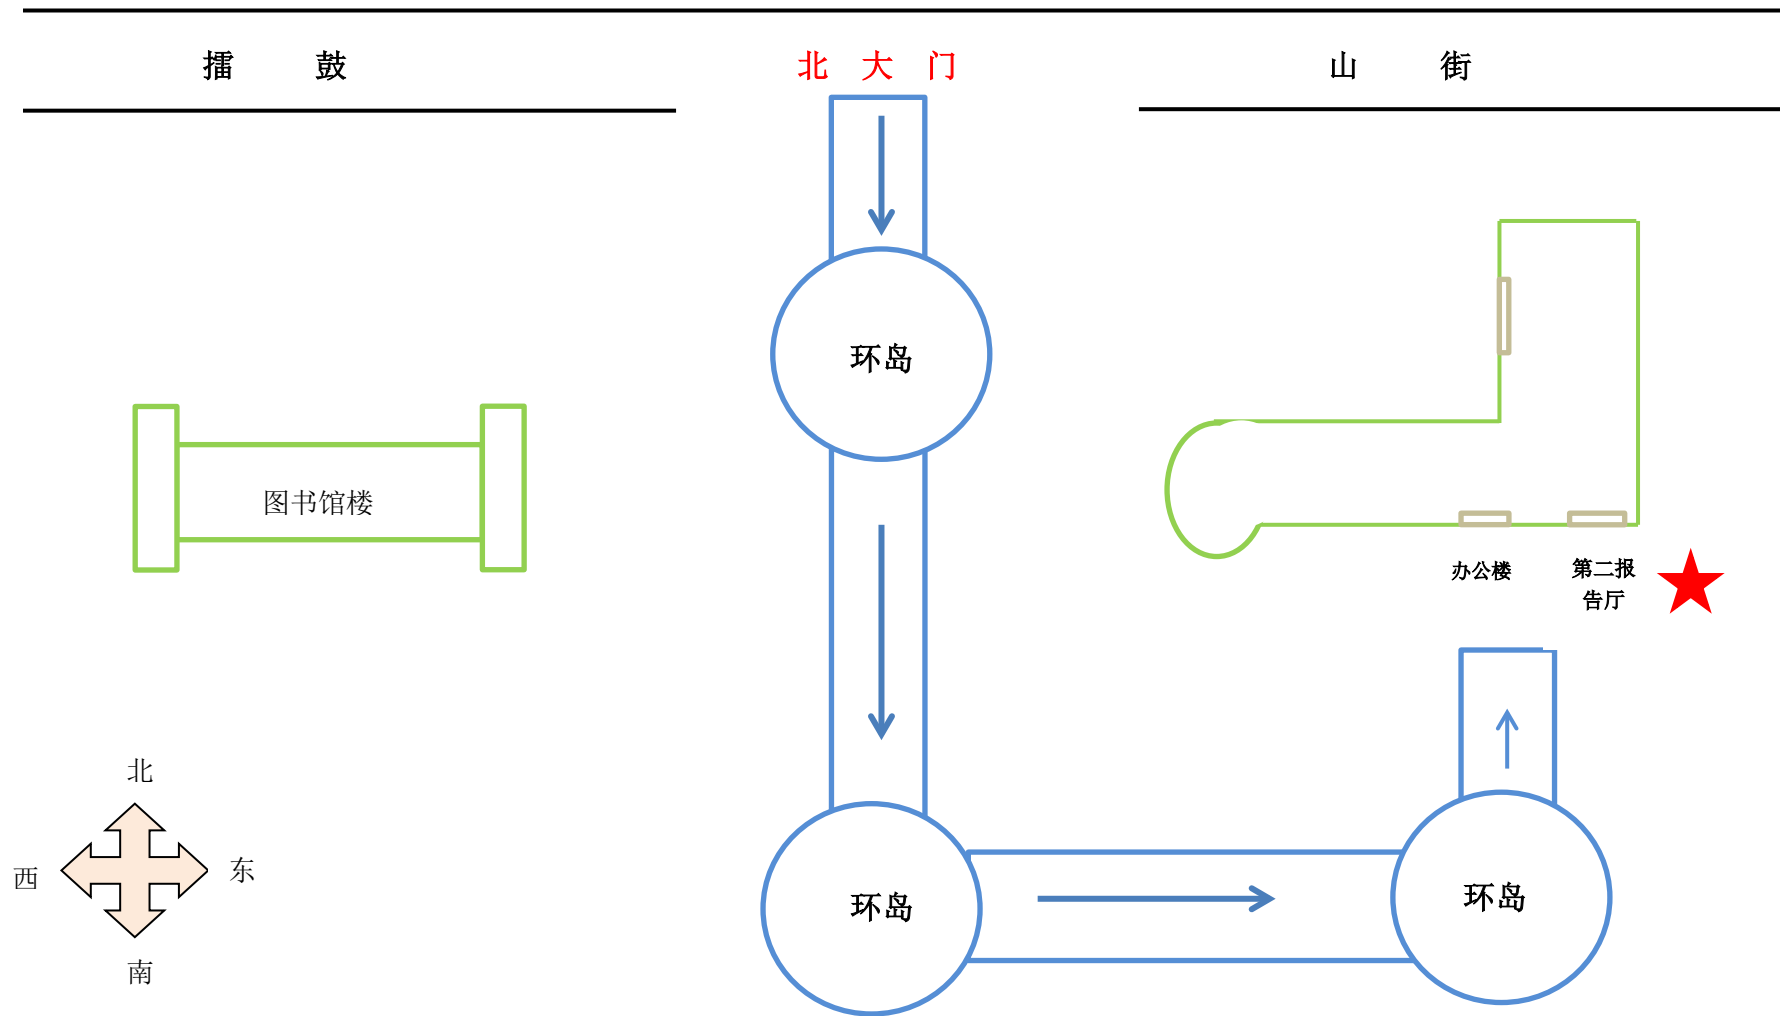 擂 鼓 北 大 门 山 街
环岛
图书馆楼
办公楼
第二报
告厅
北
西
东
南
环岛
环岛